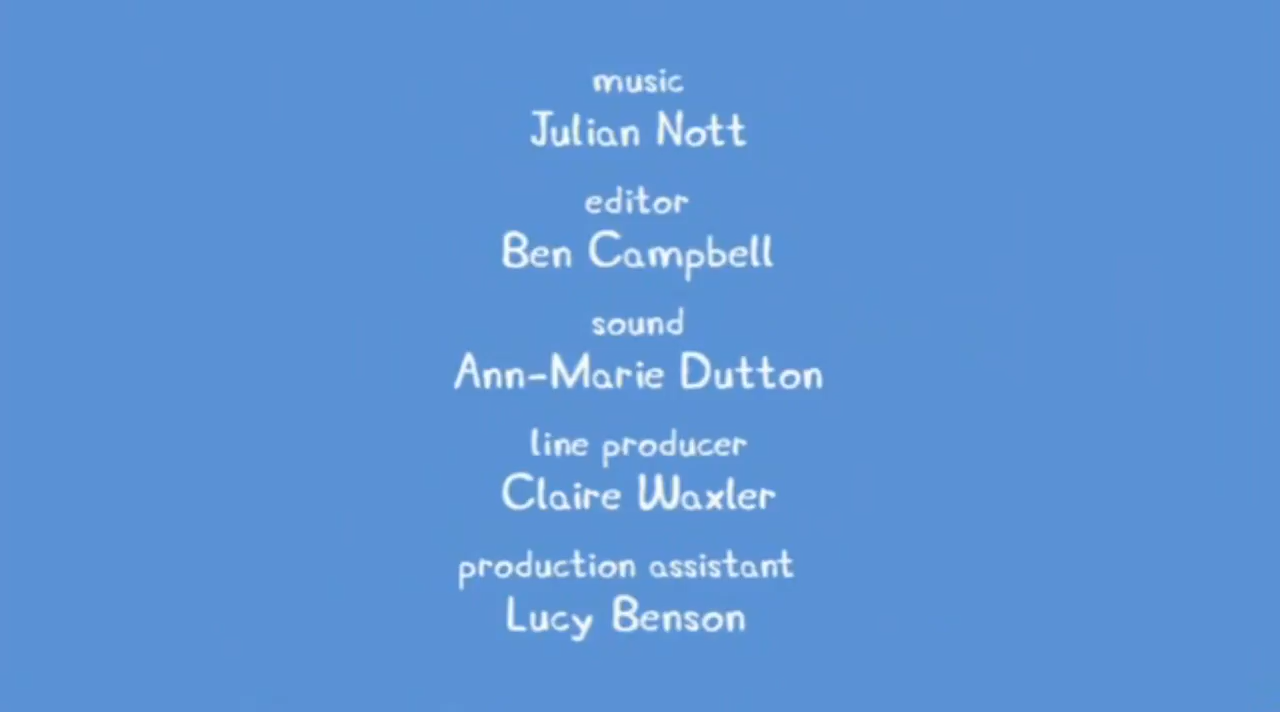 music
Julian Nott
editor
Ben Campbell
sound
Ann-Marie Dutton
line producer
Claire Waxler
production assistant
Lucy Benson